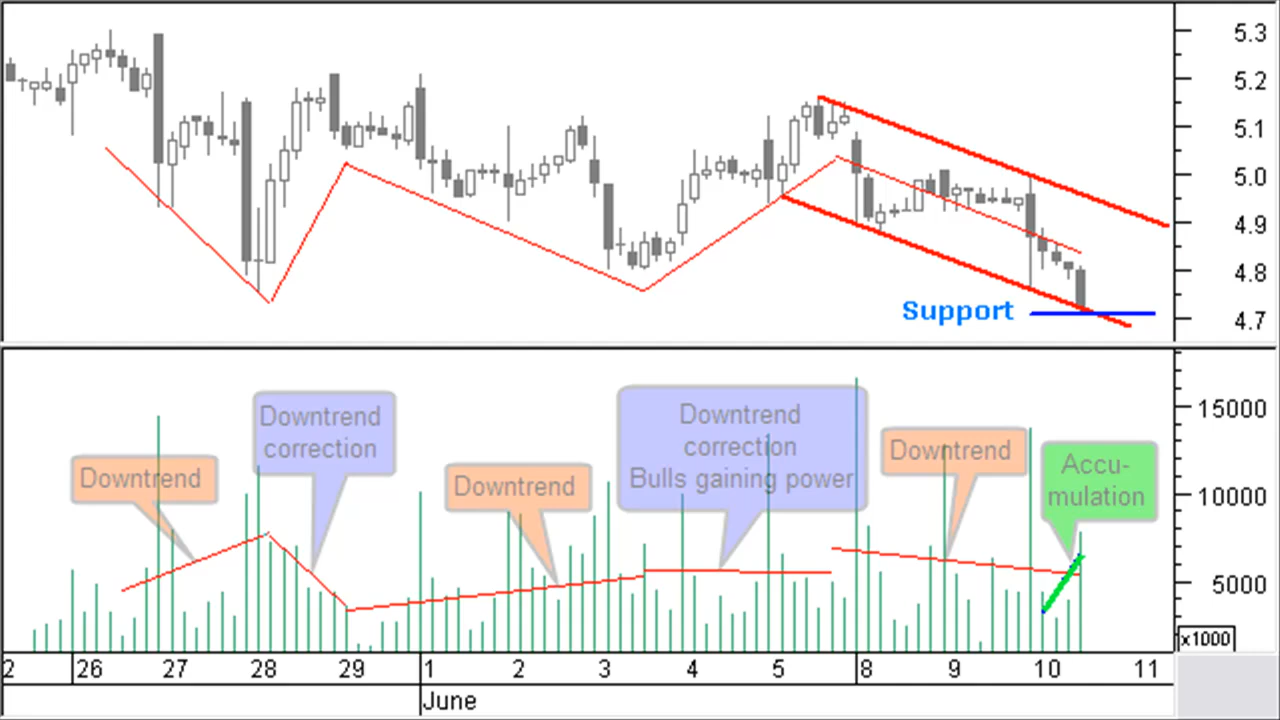 5.3
5.2
5.1
5.0
4.9
4.8
4.7
Support
Downtrend
Downtrend
correction
Downtrend
Downtrend
correction
Bulls gaining power
Downtrend
Accu-
mulation
15000
10000
5000
x1000
2 26 27 28 29 1 2 3 4 5 8 9 10 11
June